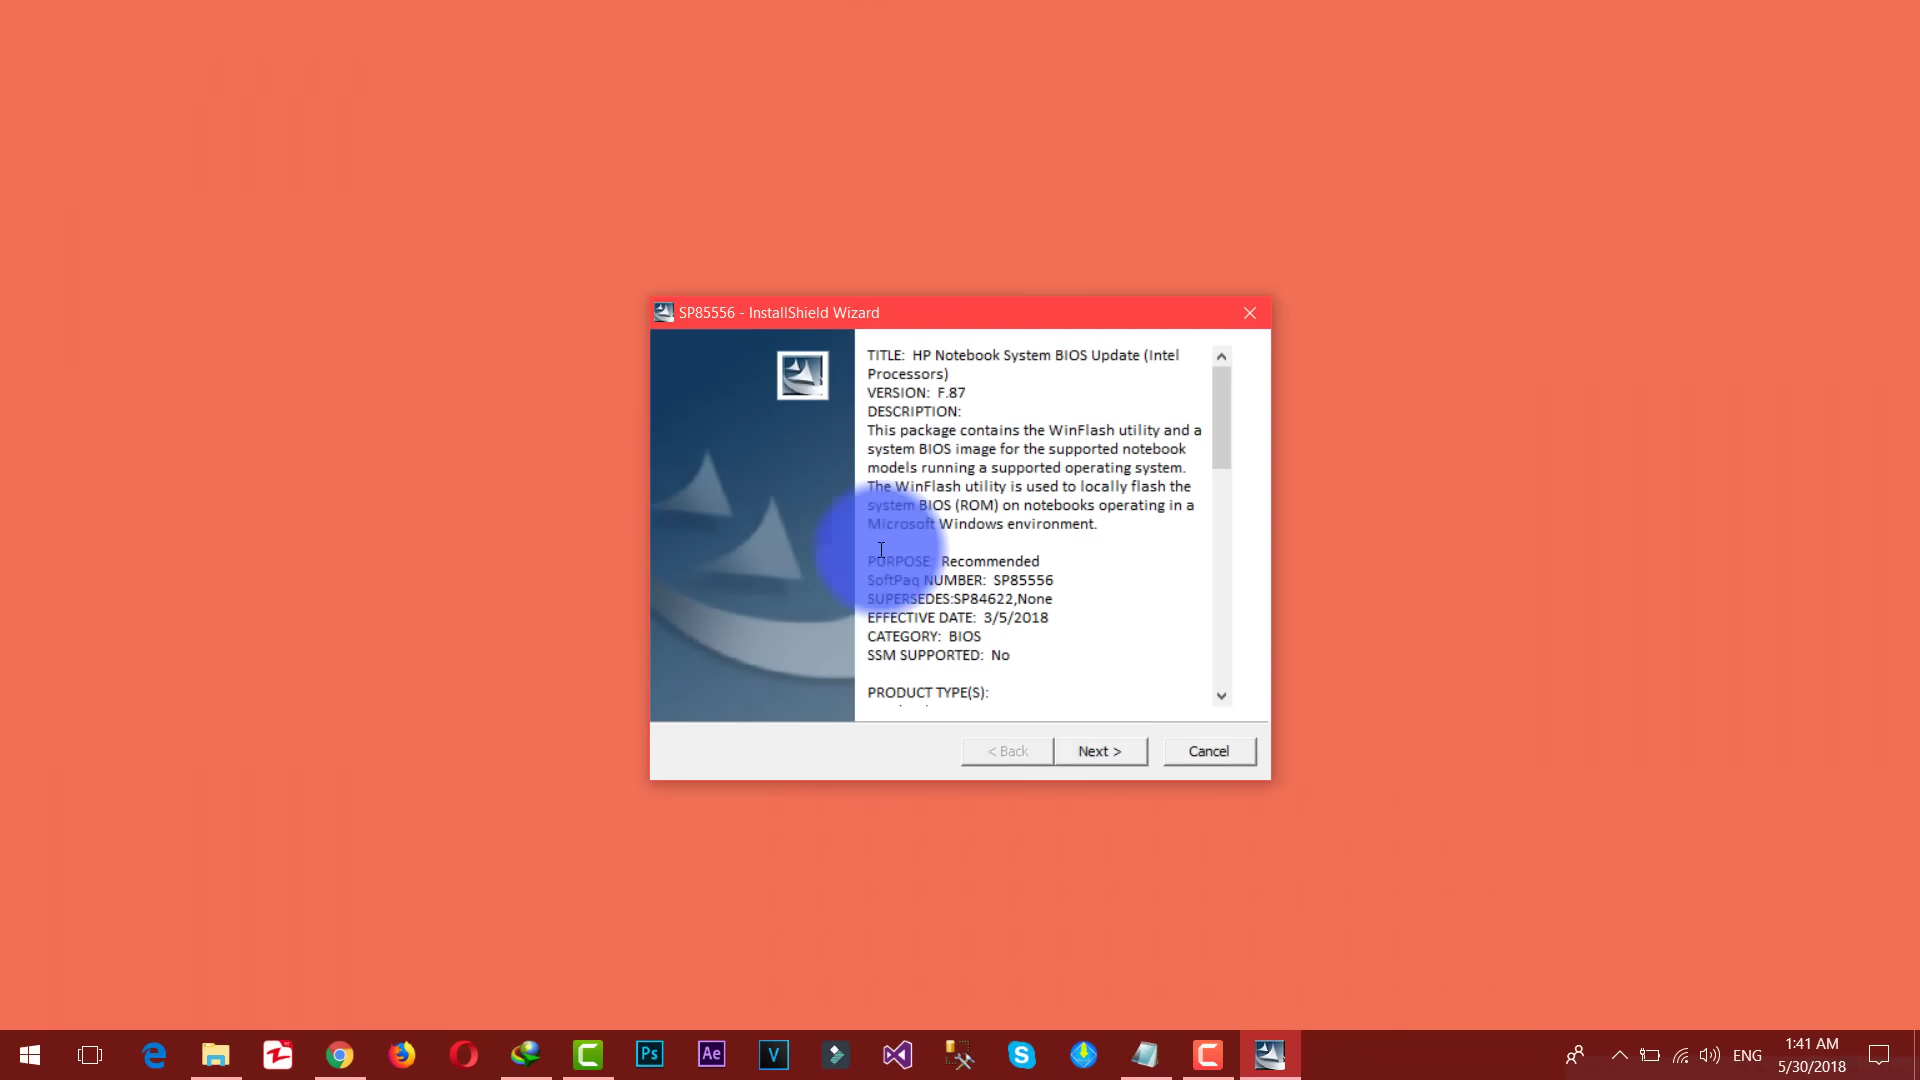 SP85556 - InstallShield Wizard
TITLE: HP Notebook System BIOS Update (Intel
Processors)
VERSION: F.87
DESCRIPTION:
This package contains the WinFlash utility and a
system BIOS image for the supported notebook
models running a supported operating system.
The WinFlash utility is used to locally flash the
system BIOS (ROM) on notebooks operating in a
Microsoft Windows environment.
PURPOSE: Recommended
SoftPaq NUMBER: SP85556
SUPERSEDES:SP84622,None
EFFECTIVE DATE: 3/5/2018
CATEGORY: BIOS
SSM SUPPORTED: No
PRODUCT TYPE(S):
< Back
Next >
Cancel
Ps
Ae
V
ENG
1:41 AM
5/30/2018